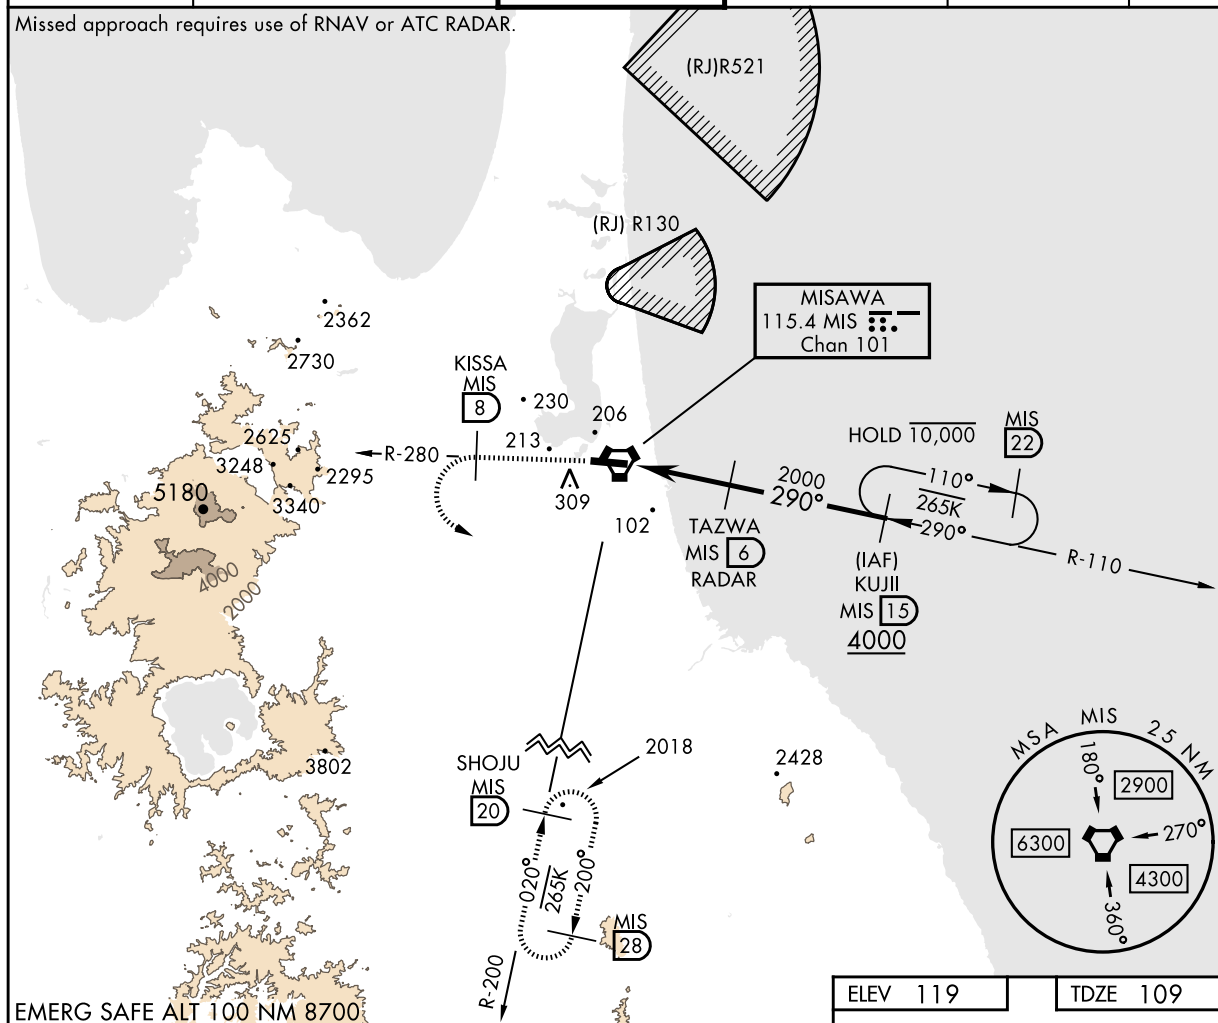 Missed approach requires use of RNAV or ATC RADAR.
(RJ)R521
(RJ) R130
MISAWA
115.4 MIS
Chan 101
2362
2730
KISSA
MIS
8
230
206
213
2625
3248
2295
3340
5180
R-280
309
102
4000
2000
HOLD 10,000
MIS
22
110°
265K
290°
2000
290°
TAZWA
MIS 6
RADAR
(IAF)
KUJII
MIS 15
4000
R-110
3802
SHOJU
MIS
20
2018
2428
020°
265K
200°
MIS
28
R-200
MSA MIS 25 NM
180°
2900
270°
6300
4300
360°
EMERG SAFE ALT 100 NM 8700
ELEV 119
TDZE 109